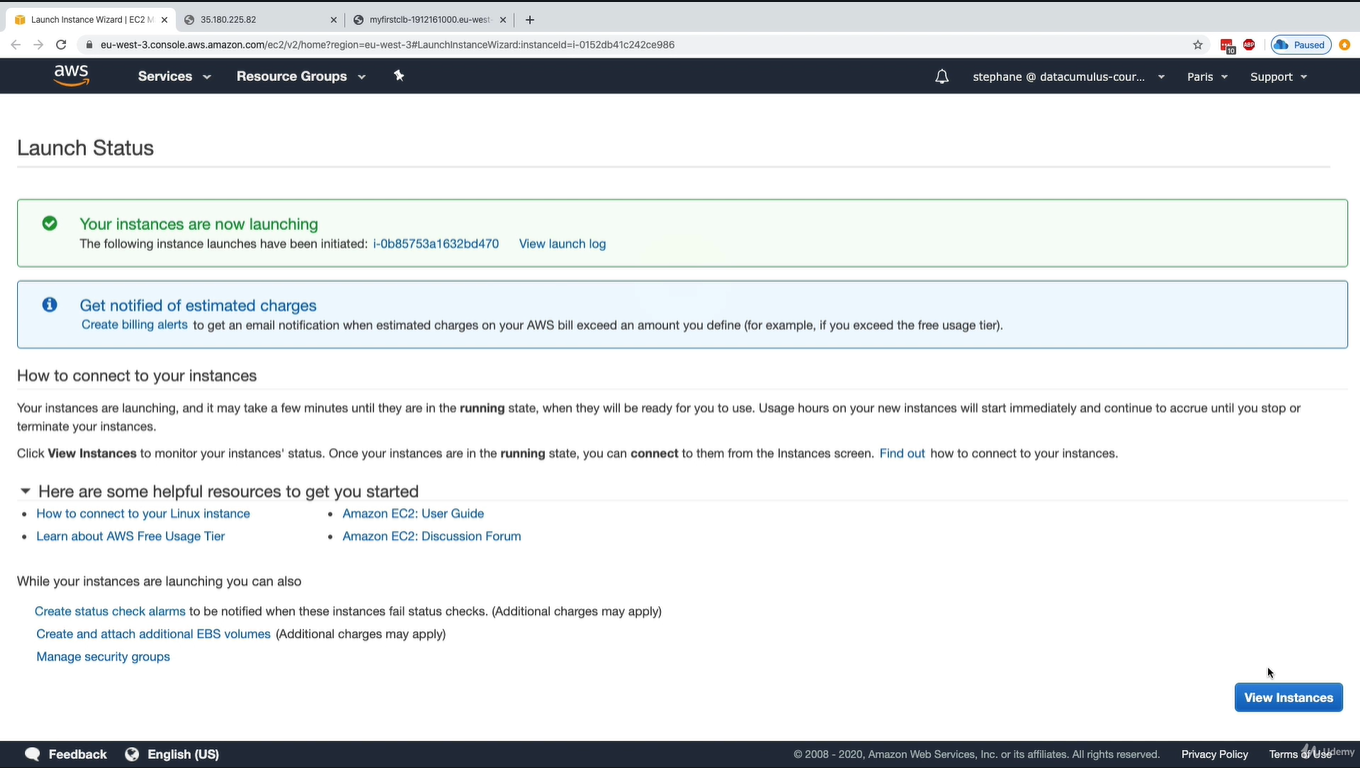 Launch Instance Wizard | EC2 M
35.180.225.82
myfirstclb-1912161000.eu-west-
eu-west-3.console.aws.amazon.com/ec2/v2/home?region=eu-west-3#LaunchInstanceWizard:instanceId=i-0152db41c242ce986
10
ABP
Paused
aws
Services
Resource Groups
stephane @ datacumulus-cour...
Paris
Support
Launch Status
Your instances are now launching
The following instance launches have been initiated: i-0b85753a1632bd470 View launch log
Get notified of estimated charges
Create billing alerts to get an email notification when estimated charges on your AWS bill exceed an amount you define (for example, if you exceed the free usage tier).
How to connect to your instances
Your instances are launching, and it may take a few minutes until they are in the running state, when they will be ready for you to use. Usage hours on your new instances will start immediately and continue to accrue until you stop or
terminate your instances.
Click View Instances to monitor your instances' status. Once your instances are in the running state, you can connect to them from the Instances screen. Find out how to connect to your instances.
Here are some helpful resources to get you started
• How to connect to your Linux instance
• Amazon EC2: User Guide
• Learn about AWS Free Usage Tier
• Amazon EC2: Discussion Forum
While your instances are launching you can also
Create status check alarms to be notified when these instances fail status checks. (Additional charges may apply)
Create and attach additional EBS volumes (Additional charges may apply)
Manage security groups
View Instances
Feedback
English (US)
© 2008 - 2020, Amazon Web Services, Inc. or its affiliates. All rights reserved.
Privacy Policy
Terms of Use
Udemy